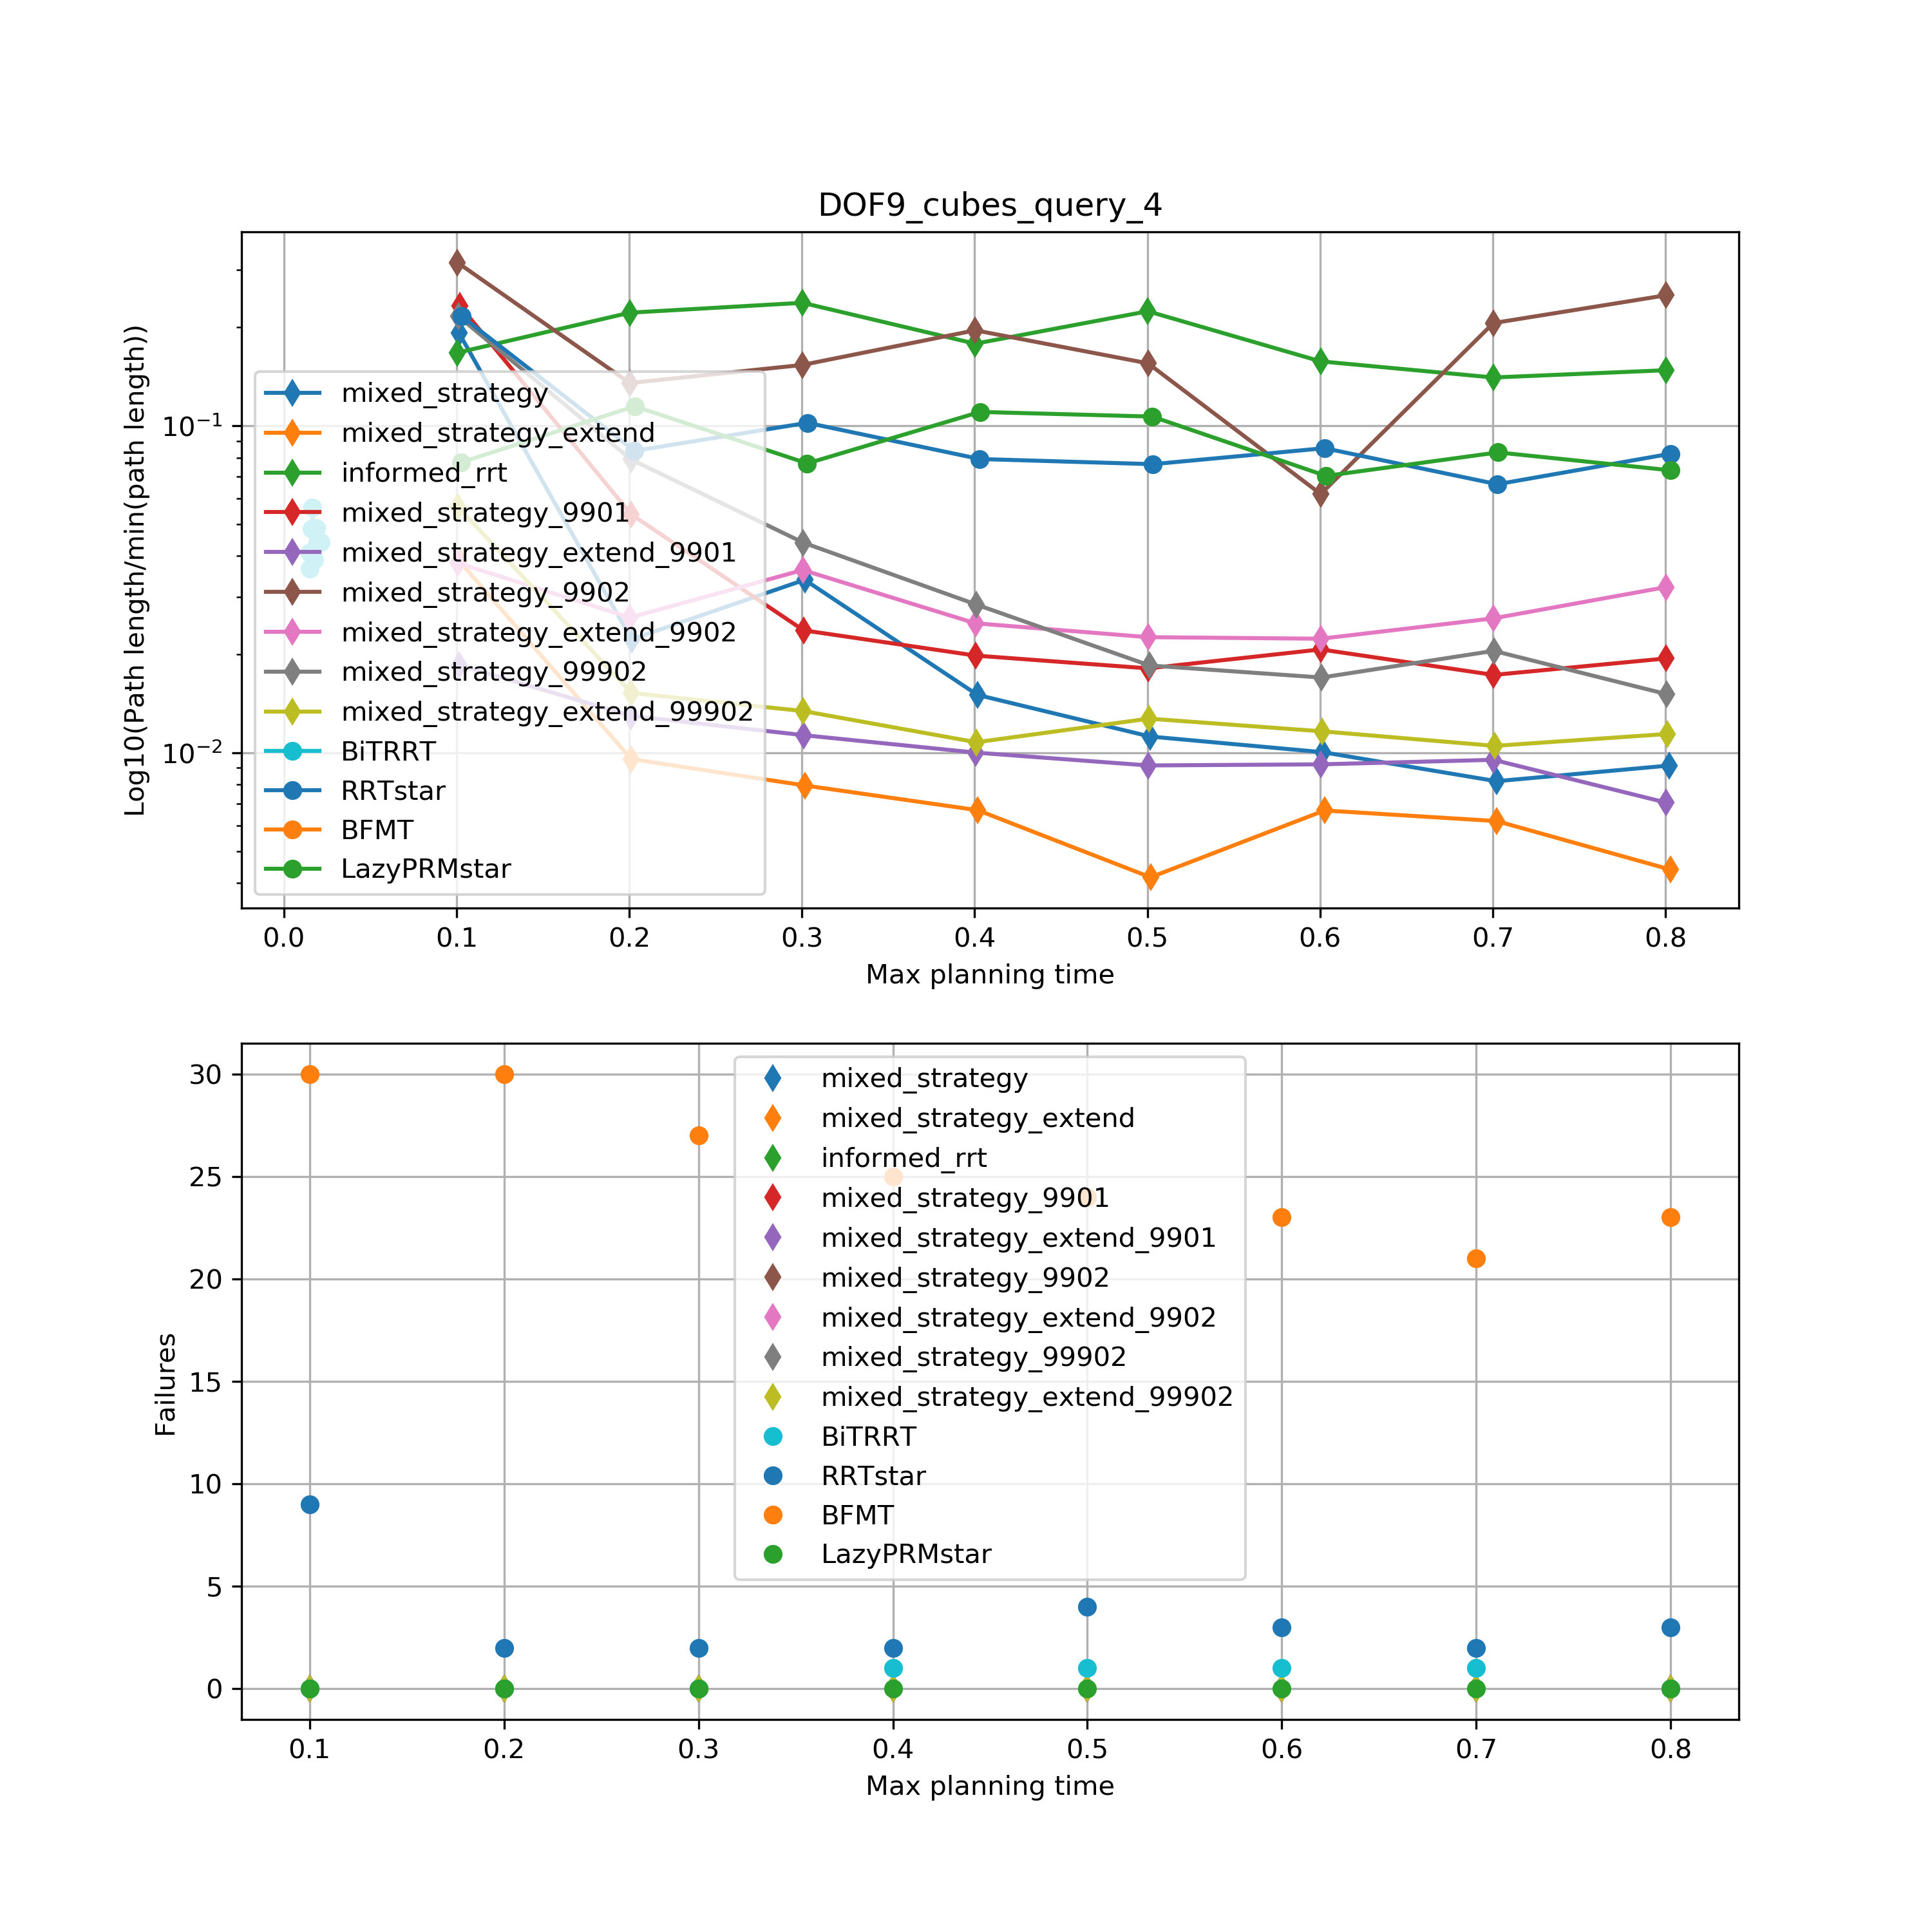 DOF9_cubes_query_4
Log10(Path length/min(path length))
10⁻¹
10⁻²
mixed_strategy
mixed_strategy_extend
informed_rrt
mixed_strategy_9901
mixed_strategy_extend_9901
mixed_strategy_9902
mixed_strategy_extend_9902
mixed_strategy_99902
mixed_strategy_extend_99902
BiTRRT
RRTstar
BFMT
LazyPRMstar
0.0 0.1 0.2 0.3 0.4 0.5 0.6 0.7 0.8
Max planning time
Failures
30
25
20
15
10
5
0
mixed_strategy
mixed_strategy_extend
informed_rrt
mixed_strategy_9901
mixed_strategy_extend_9901
mixed_strategy_9902
mixed_strategy_extend_9902
mixed_strategy_99902
mixed_strategy_extend_99902
BiTRRT
RRTstar
BFMT
LazyPRMstar
0.1 0.2 0.3 0.4 0.5 0.6 0.7 0.8
Max planning time